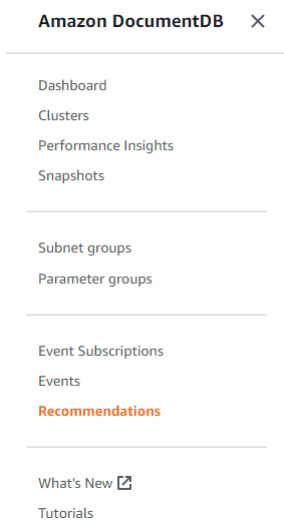 Amazon DocumentDB
Dashboard
Clusters
Performance Insights
Snapshots
Subnet groups
Parameter groups
Event Subscriptions
Events
Recommendations
What's New
Tutorials